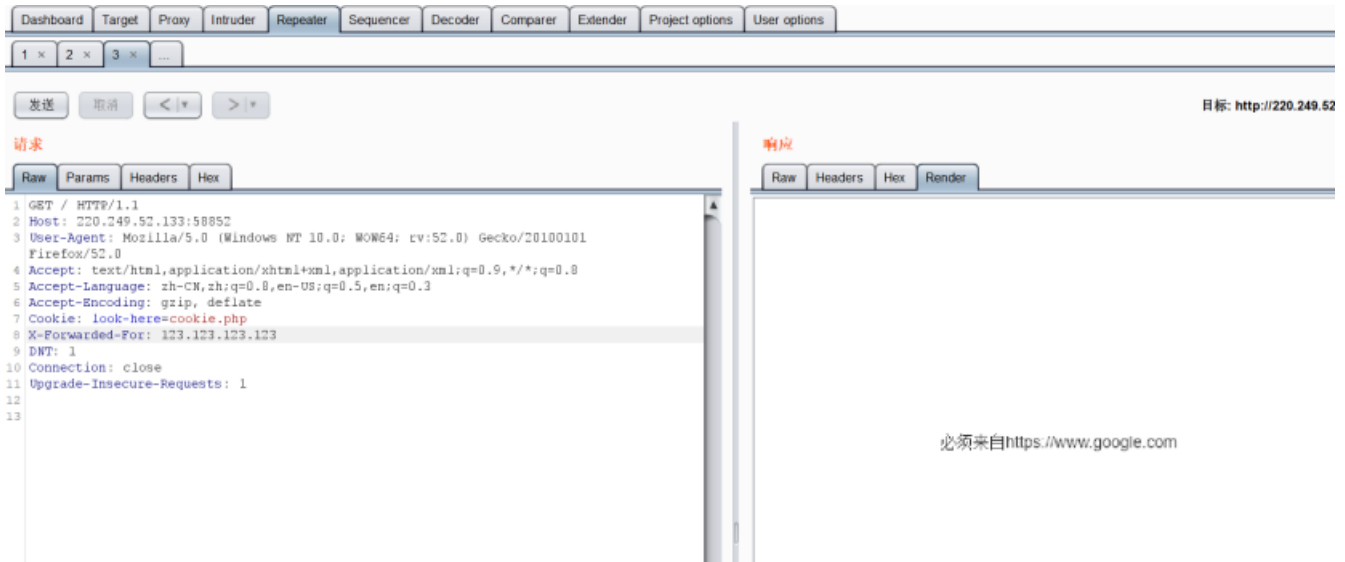 Dashboard Target Proxy Intruder Repeater Sequencer Decoder Comparer Extender Project options User options
1 × 2 × 3 × ...
发送 取消 < | ▼ > | ▼ 目标: http://220.249.52
请求
响应
Raw Params Headers Hex
Raw Headers Hex Render
1 GET / HTTP/1.1
2 Host: 220.249.52.133:58852
3 User-Agent: Mozilla/5.0 (Windows NT 10.0; WOW64; rv:52.0) Gecko/20100101
Firefox/52.0
4 Accept: text/html,application/xhtml+xml,application/xml;q=0.9,*/*;q=0.8
5 Accept-Language: zh-CN,zh;q=0.8,en-US;q=0.5,en;q=0.3
6 Accept-Encoding: gzip, deflate
7 Cookie: look-here=cookie.php
8 X-Forwarded-For: 123.123.123.123
9 DNT: 1
10 Connection: close
11 Upgrade-Insecure-Requests: 1
12
13
必须来自https://www.google.com